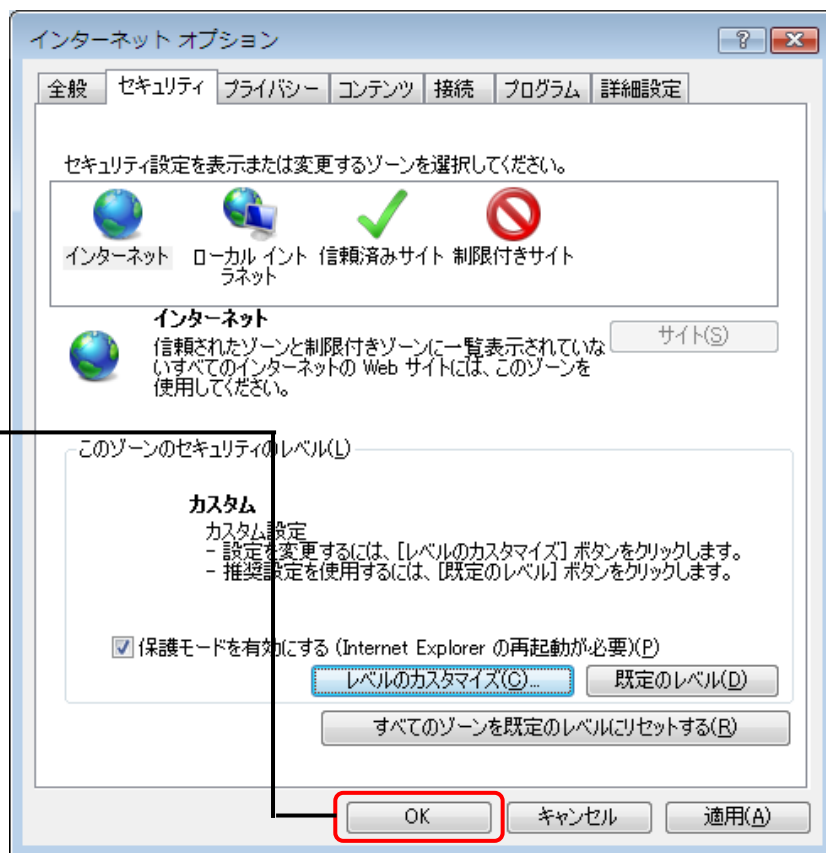 インターネット オプション
全般 セキュリティ プライバシー コンテンツ 接続 プログラム 詳細設定
セキュリティ設定を表示または変更するゾーンを選択してください。
インターネット ローカル イントラネット 信頼済みサイト 制限付きサイト
インターネット
サイト(S)
信頼されたゾーンと制限付きゾーンに一覧表示されていな
いすべてのインターネットの Web サイトには、このゾーンを
使用してください。
このゾーンのセキュリティのレベル(L)
カスタム
カスタム設定
- 設定を変更するには、[レベルのカスタマイズ] ボタンをクリックします。
- 推奨設定を使用するには、[既定のレベル] ボタンをクリックします。
保護モードを有効にする (Internet Explorer の再起動が必要)(P)
レベルのカスタマイズ(C)... 既定のレベル(D)
すべてのゾーンを既定のレベルにリセットする(R)
OK キャンセル 適用(A)